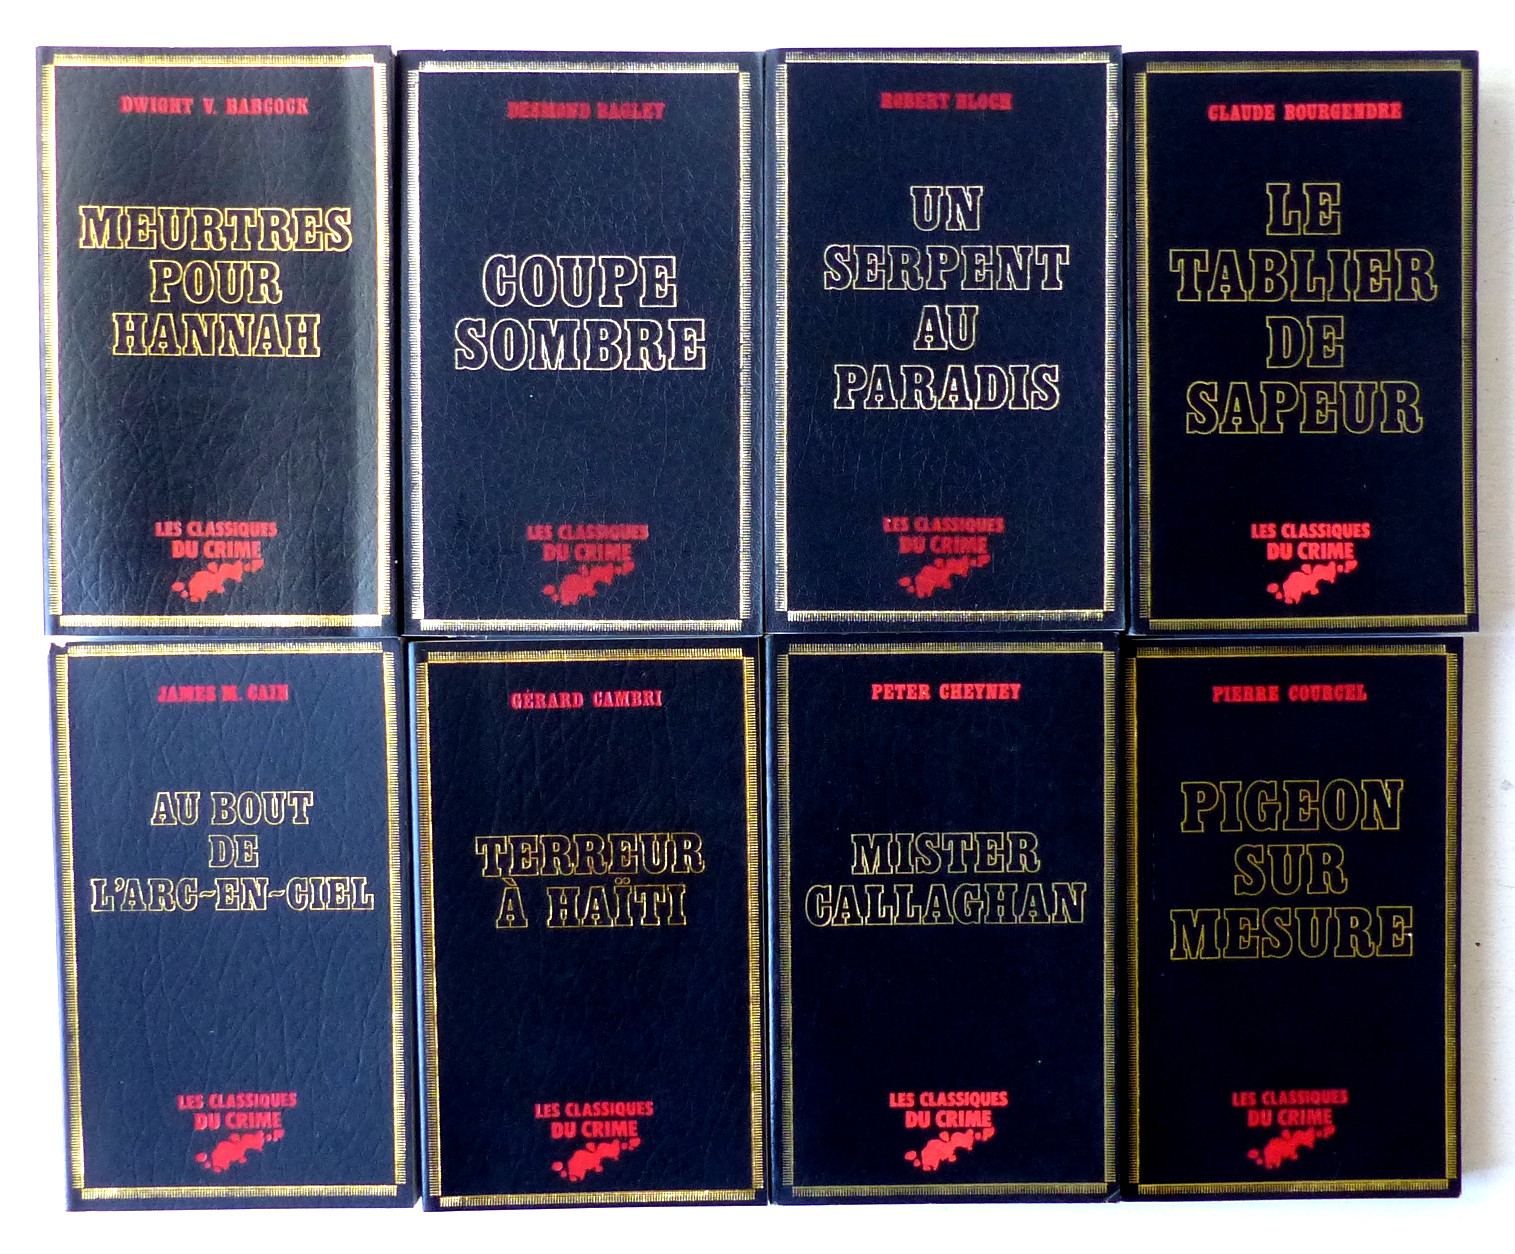 DWIGHT V. BABCOCK
MEURTRES
POUR
HANNAH
LES CLASSIQUES
DU CRIME
DESMOND BAGLEY
COUPE
SOMBRE
LES CLASSIQUES
DU CRIME
ROBERT BLOCH
UN
SERPENT
AU
PARADIS
LES CLASSIQUES
DU CRIME
CLAUDE BOURGENDRE
LE
TABLIER
DE
SAPEUR
LES CLASSIQUES
DU CRIME
JAMES M. CAIN
AU BOUT
DE
L'ARC~EN~CIEL
LES CLASSIQUES
DU CRIME
GÉRARD CAMBRI
TERREUR
À HAÏTI
LES CLASSIQUES
DU CRIME
PETER CHEYNEY
MISTER
CALLAGHAN
LES CLASSIQUES
DU CRIME
PIERRE COURCEL
PIGEON
SUR
MESURE
LES CLASSIQUES
DU CRIME